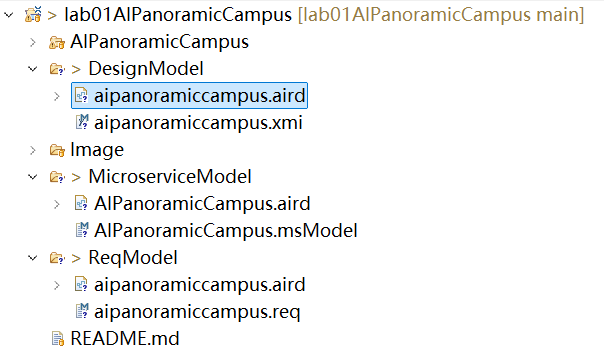 > lab01AIPanoramicCampus [lab01AIPanoramicCampus main]
AIPanoramicCampus
> DesignModel
aipanoramiccampus.aird
aipanoramiccampus.xmi
Image
> MicroserviceModel
AIPanoramicCampus.aird
AIPanoramicCampus.msModel
> ReqModel
aipanoramiccampus.aird
aipanoramiccampus.req
README.md